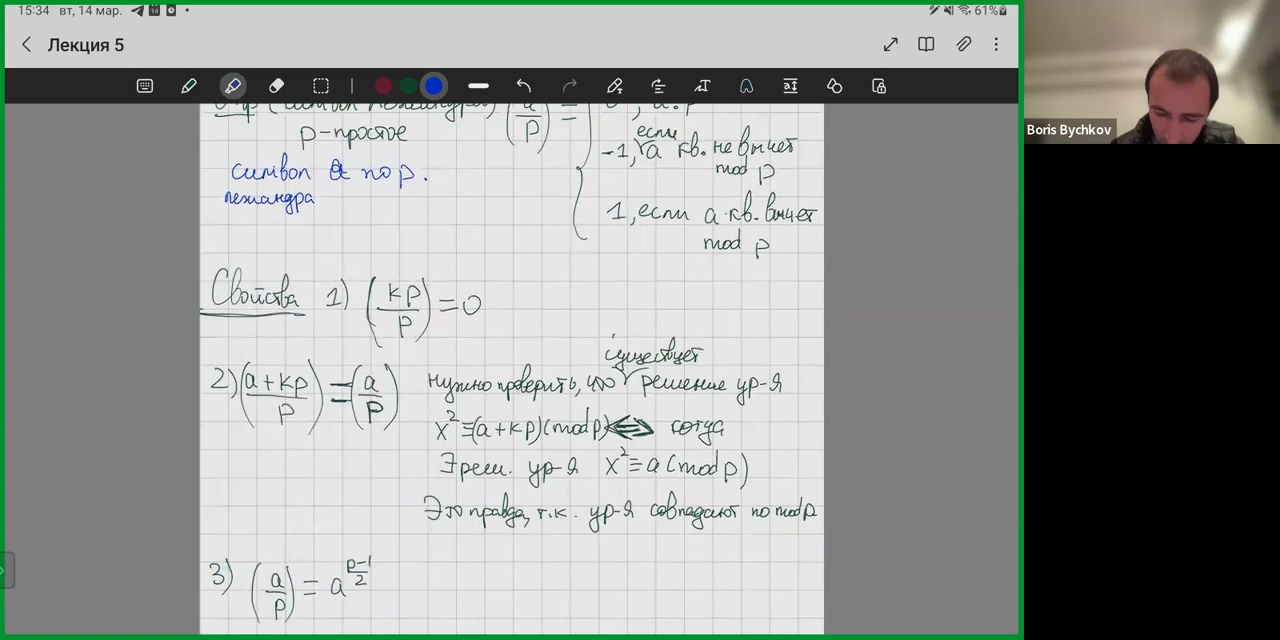 15:34 вт, 14 мар.
61%
Лекция 5
Boris Bychkov
(a/p) =
p-простое
если
-1, a кв. не вычет
mod p
символ a по p.
лежандра
1, если a кв. вычет
mod p
Свойства 1) (kp/p) = 0
существует
2) (a+kp/p) = (a/p) нужно проверить, что решение ур-я
x² ≡ (a+kp)(mod p) ⟺ когда
∃ реш. ур-я x² ≡ a (mod p)
Это правда, т.к. ур-я совпадают по mod p
3) (a/p) = a^(p-1/2)